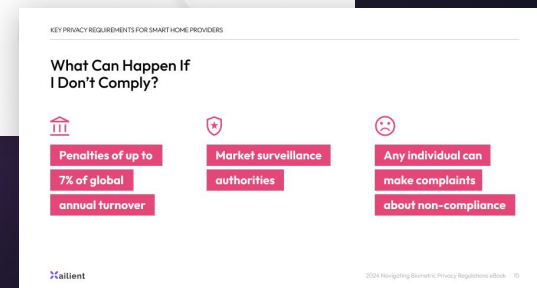 KEY PRIVACY REQUIREMENTS FOR SMART HOME PROVIDERS
What Can Happen If
I Don't Comply?
Penalties of up to
7% of global
annual turnover
Market surveillance
authorities
Any individual can
make complaints
about non-compliance
Xailient
2024 Navigating Biometric Privacy Regulations eBook 10